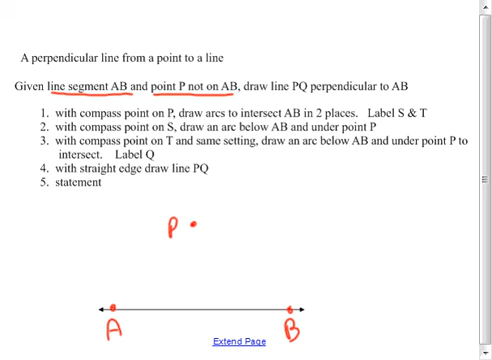 A perpendicular line from a point to a line
Given line segment AB and point P not on AB, draw line PQ perpendicular to AB
1. with compass point on P, draw arcs to intersect AB in 2 places. Label S & T
2. with compass point on S, draw an arc below AB and under point P
3. with compass point on T and same setting, draw an arc below AB and under point P to
intersect. Label Q
4. with straight edge draw line PQ
5. statement
P
A B
Extend Page